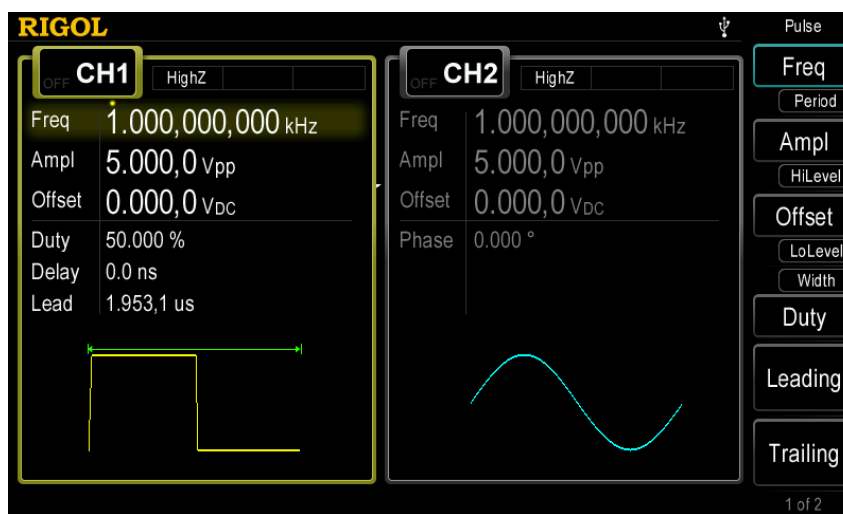 RIGOL
Pulse
OFF CH1 HighZ
Freq 1.000,000,000 kHz
Ampl 5.000,0 Vpp
Offset 0.000,0 VDC
Duty 50.000 %
Delay 0.0 ns
Lead 1.953,1 us
OFF CH2 HighZ
Freq 1.000,000,000 kHz
Ampl 5.000,0 Vpp
Offset 0.000,0 VDC
Phase 0.000 °
Freq
Period
Ampl
HiLevel
Offset
LoLevel
Width
Duty
Leading
Trailing
1 of 2